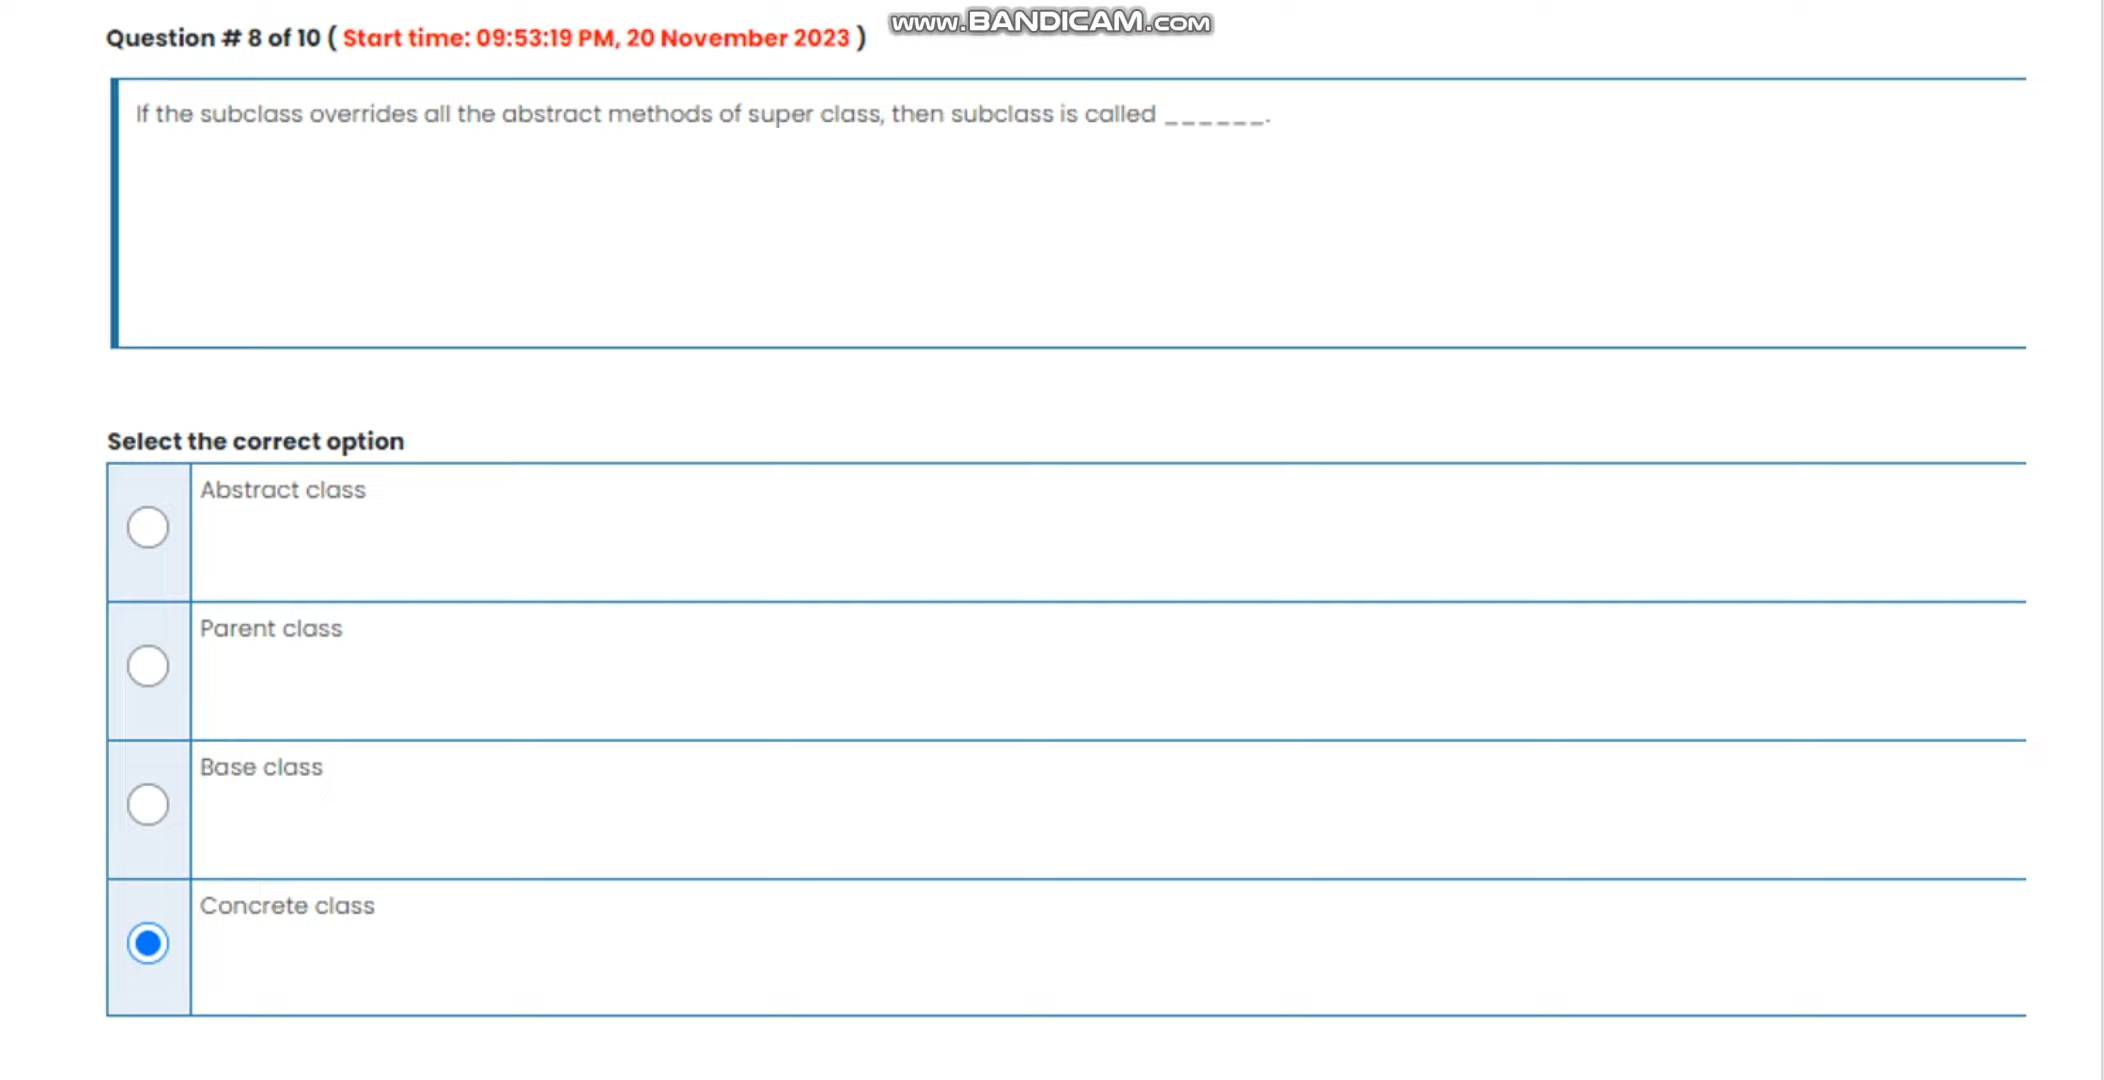 www.BANDICAM.com
Question # 8 of 10 ( Start time: 09:53:19 PM, 20 November 2023 )
If the subclass overrides all the abstract methods of super class, then subclass is called ______.
Select the correct option
Abstract class
Parent class
Base class
Concrete class